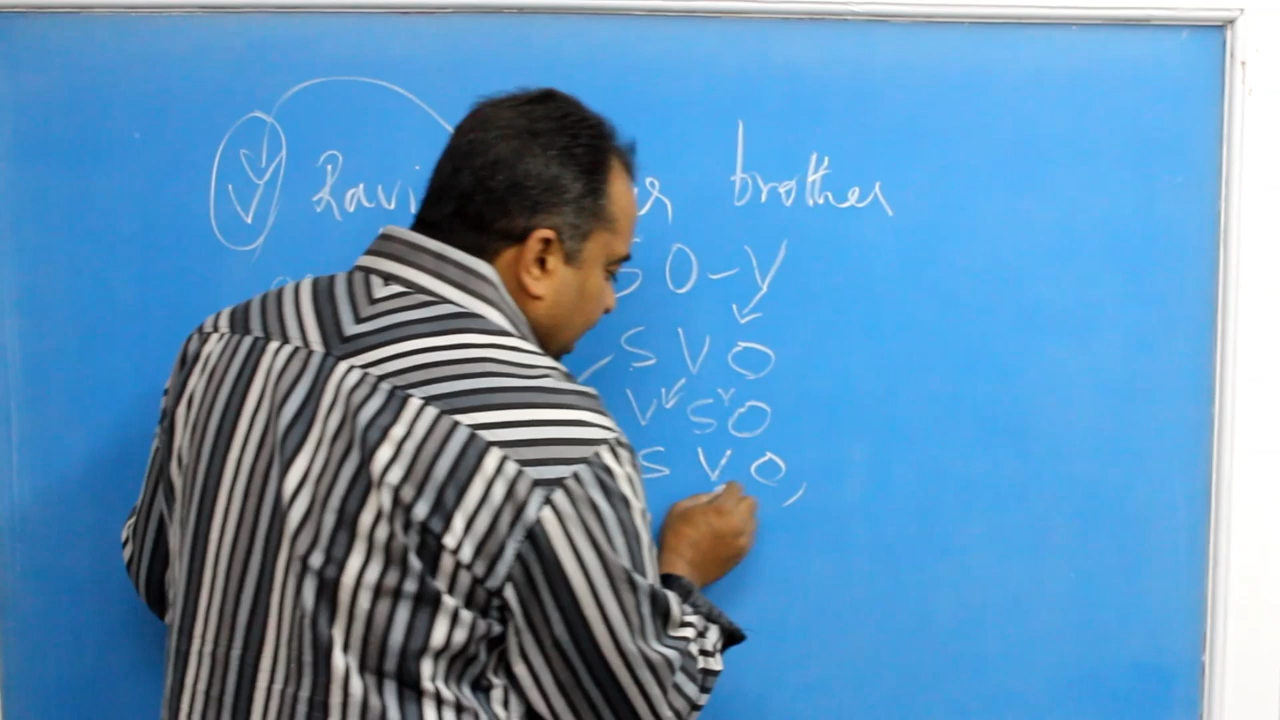 V Ravi brother
S O - V
S V O
V S O
S V O,